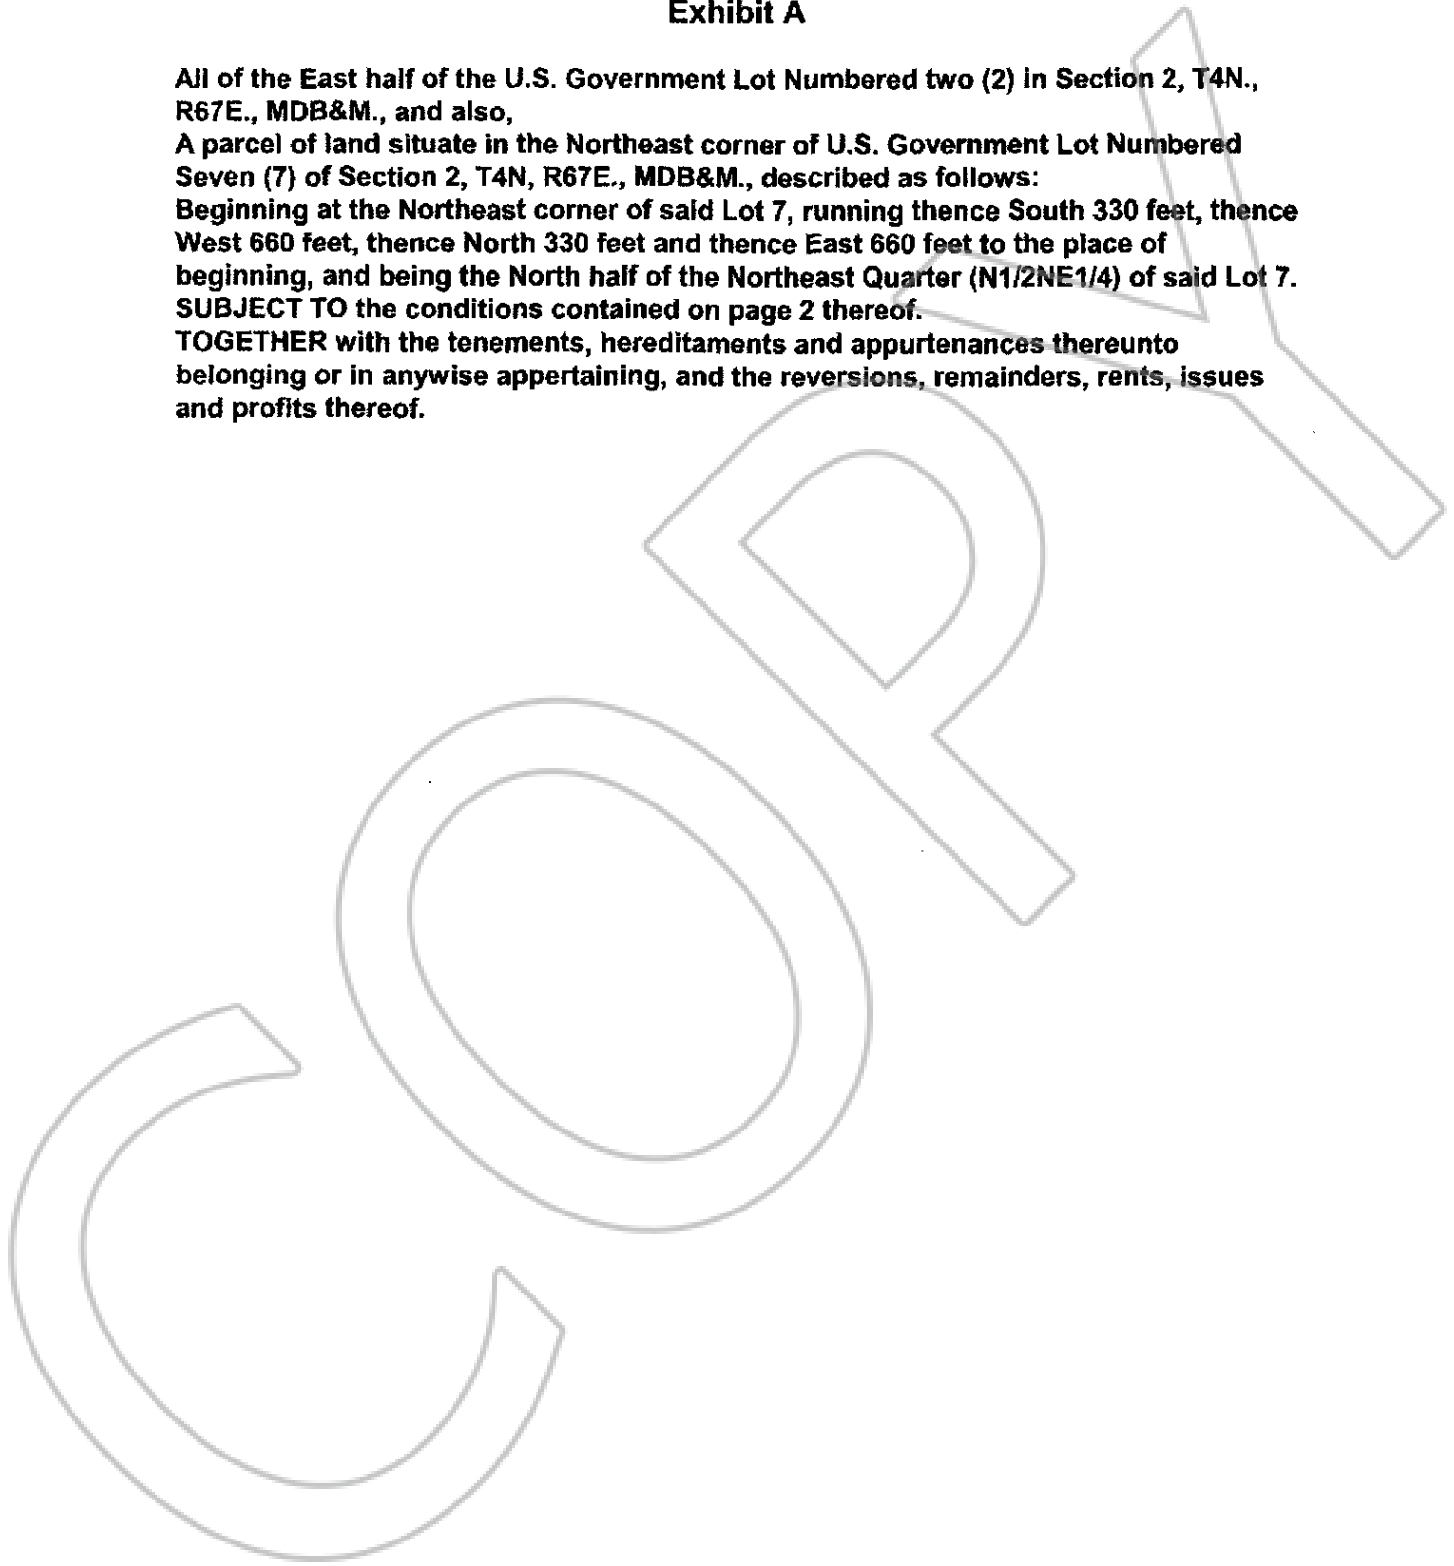 Exhibit A
All of the East half of the U.S. Government Lot Numbered two (2) in Section 2, T4N.,
R67E., MDB&M., and also,
A parcel of land situate in the Northeast corner of U.S. Government Lot Numbered
Seven (7) of Section 2, T4N, R67E., MDB&M., described as follows:
Beginning at the Northeast corner of said Lot 7, running thence South 330 feet, thence
West 660 feet, thence North 330 feet and thence East 660 feet to the place of
beginning, and being the North half of the Northeast Quarter (N1/2NE1/4) of said Lot 7.
SUBJECT TO the conditions contained on page 2 thereof.
TOGETHER with the tenements, hereditaments and appurtenances thereunto
belonging or in anywise appertaining, and the reversions, remainders, rents, issues
and profits thereof.
COPY